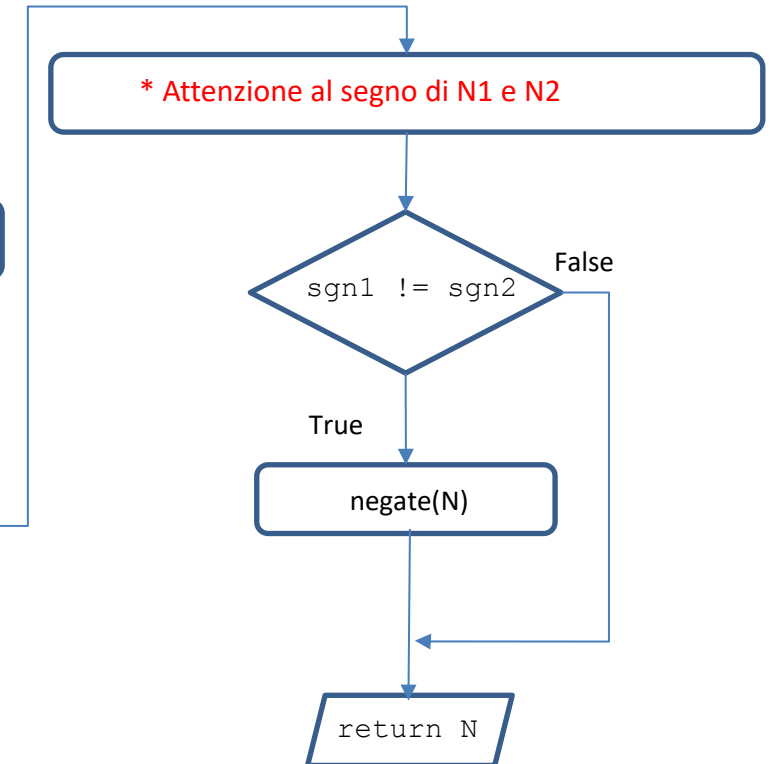 * Attenzione al segno di N1 e N2
sgn1 != sgn2
False
True
negate(N)
return N